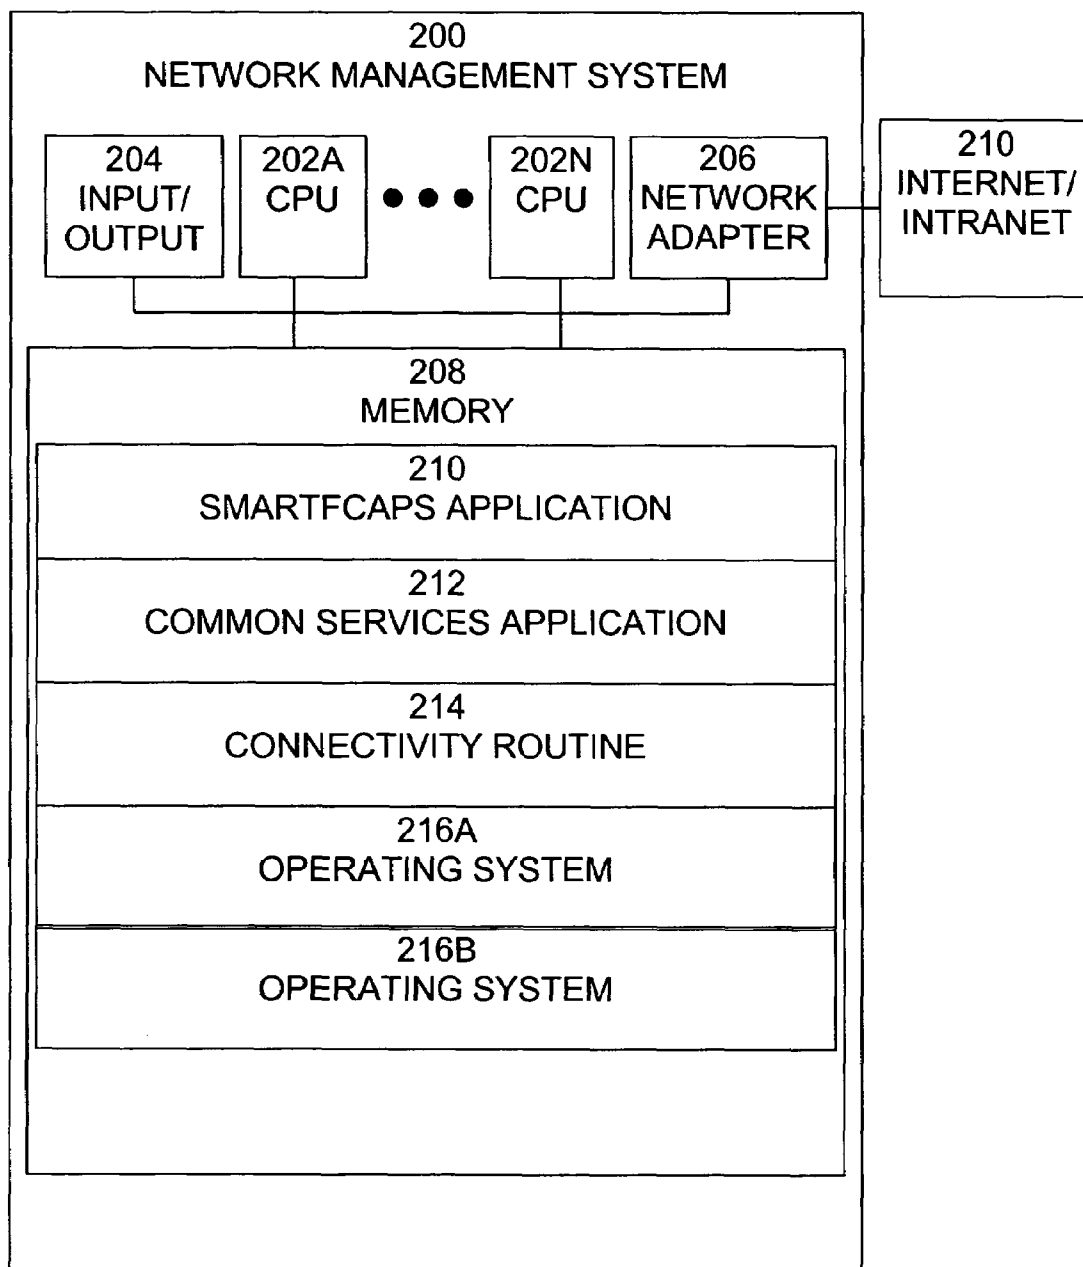 200
NETWORK MANAGEMENT SYSTEM
204
INPUT/
OUTPUT
202A
CPU
202N
CPU
206
NETWORK
ADAPTER
210
INTERNET/
INTRANET
208
MEMORY
210
SMARTFCAPS APPLICATION
212
COMMON SERVICES APPLICATION
214
CONNECTIVITY ROUTINE
216A
OPERATING SYSTEM
216B
OPERATING SYSTEM